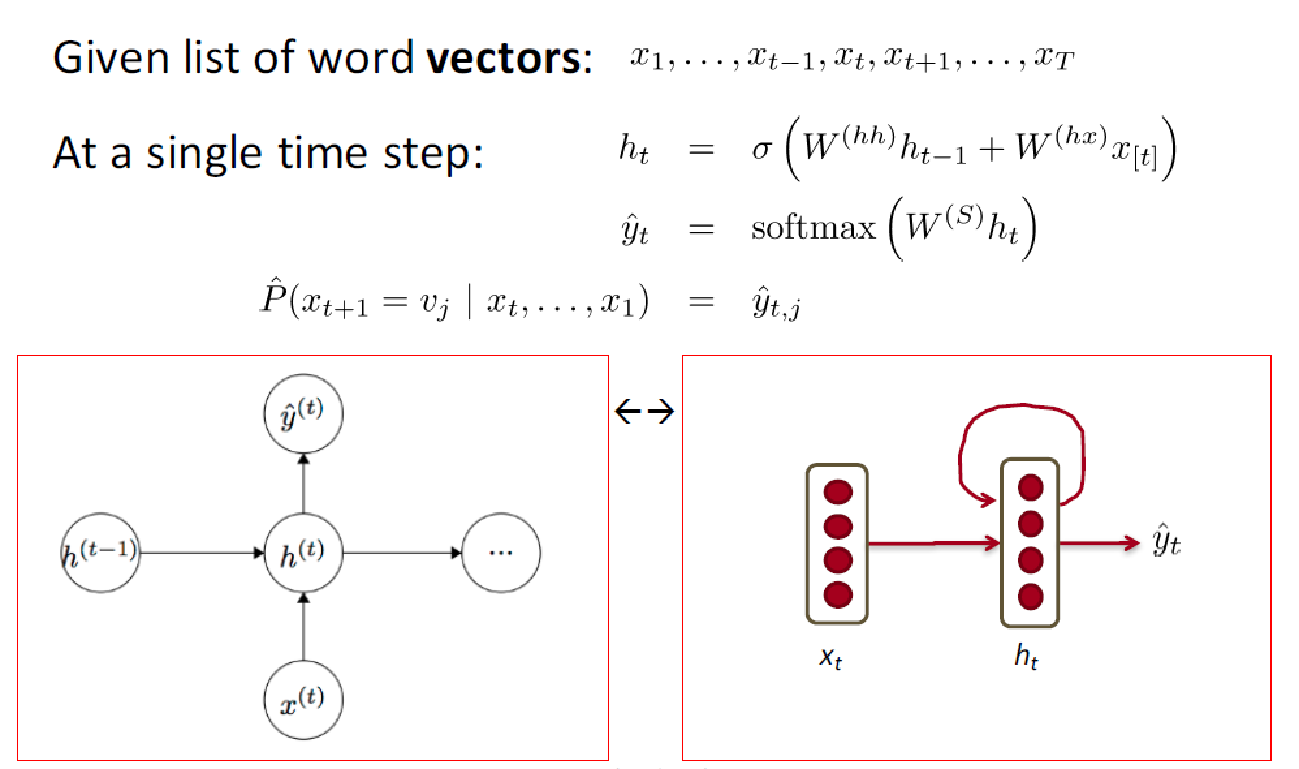 Given list of word vectors: x_1, ..., x_{t−1}, x_t, x_{t+1}, ..., x_T
At a single time step: h_t = σ(W^{(hh)} h_{t−1} + W^{(hx)} x_{[t]})
ŷ_t = softmax(W^{(S)} h_t)
P̂(x_{t+1} = v_j | x_t, ..., x_1) = ŷ_{t,j}
ŷ^{(t)}
h^{(t−1)} h^{(t)} ...
x^{(t)}
←→
ŷ_t
x_t h_t